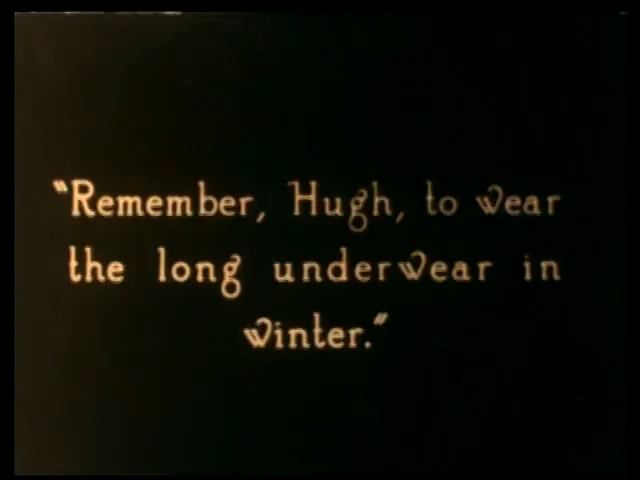 "Remember, Hugh, to wear
the long underwear in
winter."